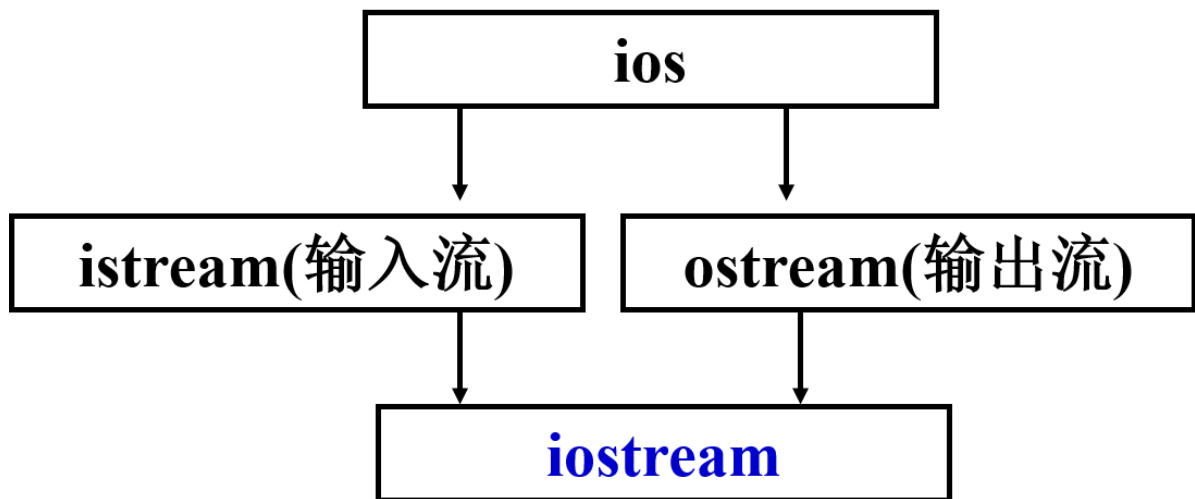 ios
istream(输入流)
ostream(输出流)
iostream